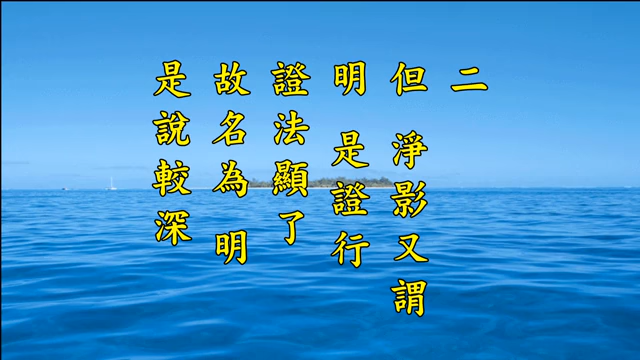 二
但 淨影又謂
明 是證行
證法顯了
故名為明
是說較深